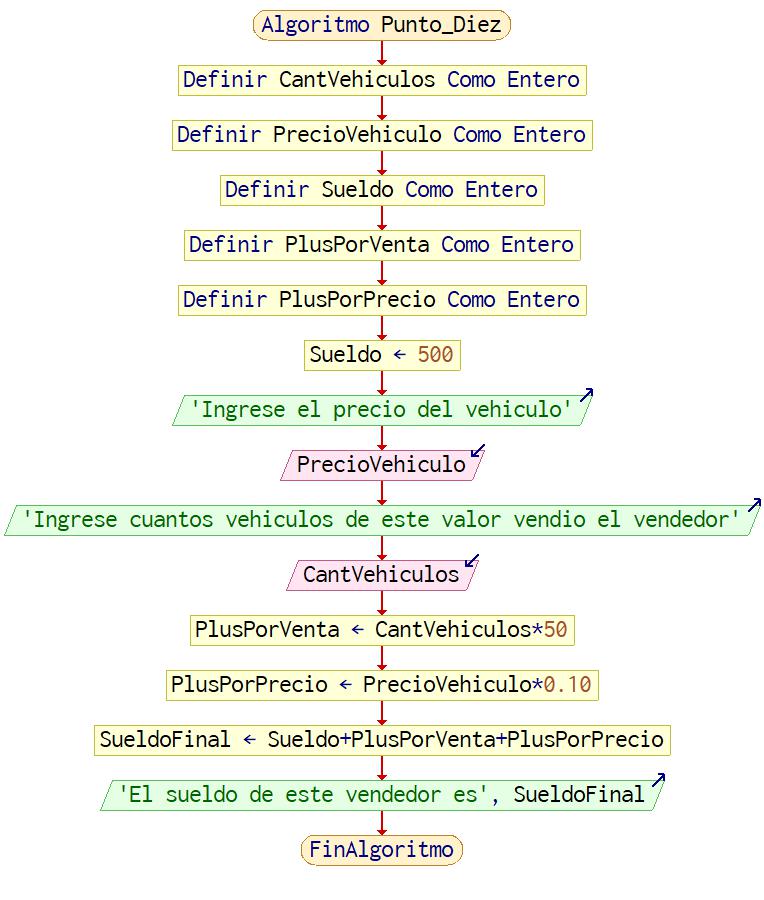 Algoritmo Punto_Diez
Definir CantVehiculos Como Entero
Definir PrecioVehiculo Como Entero
Definir Sueldo Como Entero
Definir PlusPorVenta Como Entero
Definir PlusPorPrecio Como Entero
Sueldo ← 500
'Ingrese el precio del vehiculo'
PrecioVehiculo
'Ingrese cuantos vehiculos de este valor vendio el vendedor'
CantVehiculos
PlusPorVenta ← CantVehiculos*50
PlusPorPrecio ← PrecioVehiculo*0.10
SueldoFinal ← Sueldo+PlusPorVenta+PlusPorPrecio
'El sueldo de este vendedor es', SueldoFinal
FinAlgoritmo